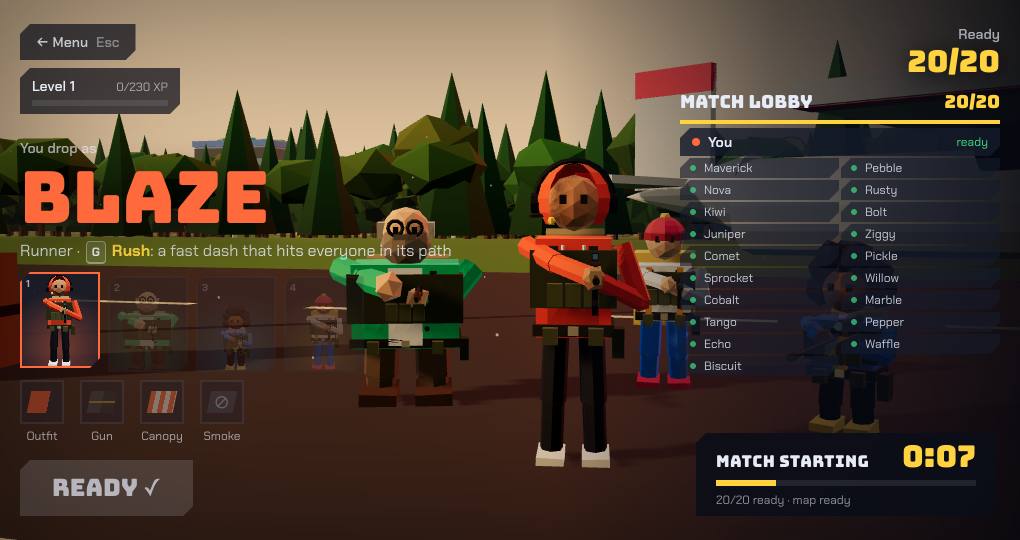 ← Menu Esc
Level 1 0/230 XP
You drop as
BLAZE
Runner · G Rush: a fast dash that hits everyone in its path
1
2
3
4
Outfit
Gun
Canopy
Smoke
READY ✓
Ready
20/20
MATCH LOBBY 20/20
You ready
Maverick Pebble
Nova Rusty
Kiwi Bolt
Juniper Ziggy
Comet Pickle
Sprocket Willow
Cobalt Marble
Tango Pepper
Echo Waffle
Biscuit
MATCH STARTING 0:07
20/20 ready · map ready